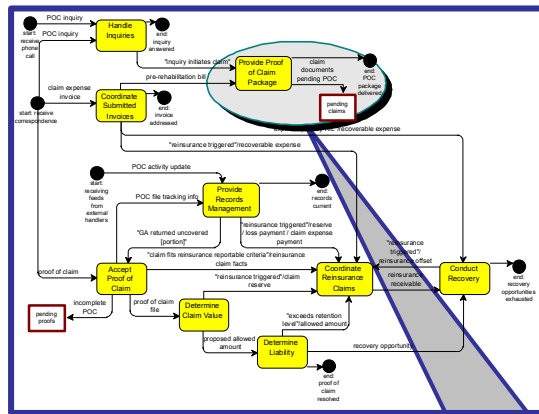 POC inquiry
start:
receive
phone
call
POC inquiry
Handle
Inquiries
end:
inquiry
answered
"inquiry initiates claim"
Provide Proof
of Claim
Package
claim
documents
pending POC
end:
POC
package
delivered
pending
claims
pre-rehabilitation bill
claim expense
invoice
start: receive
correspondence
Coordinate
Submitted
Invoices
end:
invoice
addressed
/recoverable expense
"reinsurance triggered"/recoverable expense
POC activity update
start:
receiving
feeds
from
external
handlers
POC file tracking info
Provide
Records
Management
end:
records
current
"GA returned uncovered
[portion]"
"reinsurance triggered"/reserve
/ loss payment / claim expense
payment
"claim fits reinsurance reportable criteria"/reinsurance
claim facts
"reinsurance
triggered"/
reinsurance offset
reinsurance
receivable
proof of claim
Accept
Proof of
Claim
"reinsurance triggered"/claim
reserve
Coordinate
Reinsurance
Claims
Conduct
Recovery
end:
recovery
opportunities
exhausted
incomplete
POC
pending
proofs
proof of claim
file
Determine
Claim Value
"exceeds retention
level"/allowed amount
proposed allowed
amount
Determine
Liability
recovery opportunity
end:
proof of
claim
resolved